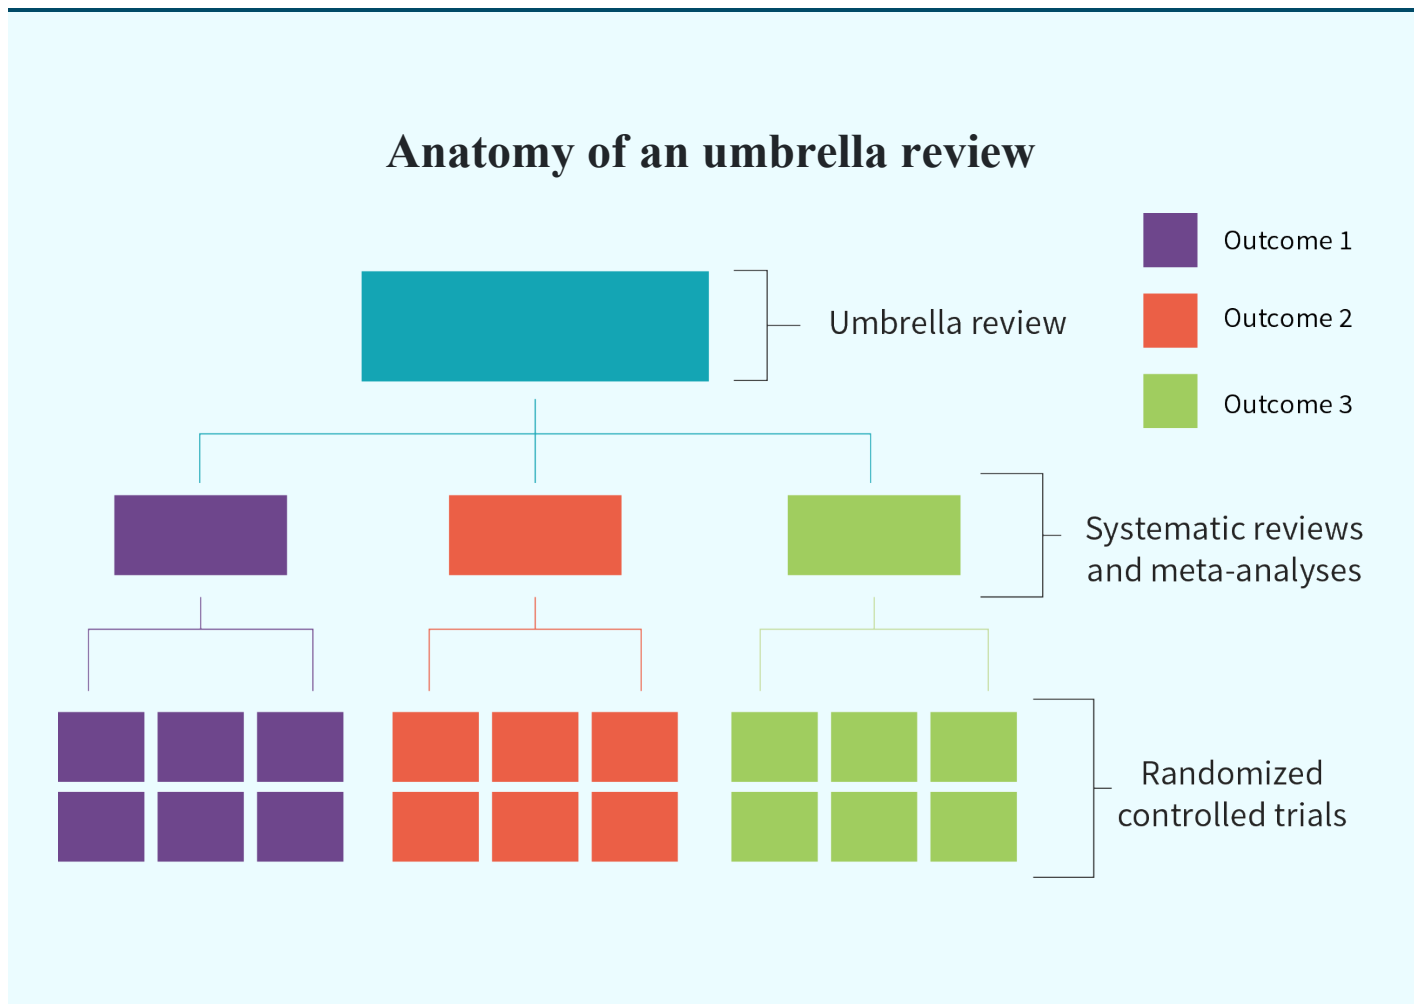 Anatomy of an umbrella review
Outcome 1
Outcome 2
Outcome 3
Umbrella review
Systematic reviews
and meta-analyses
Randomized
controlled trials